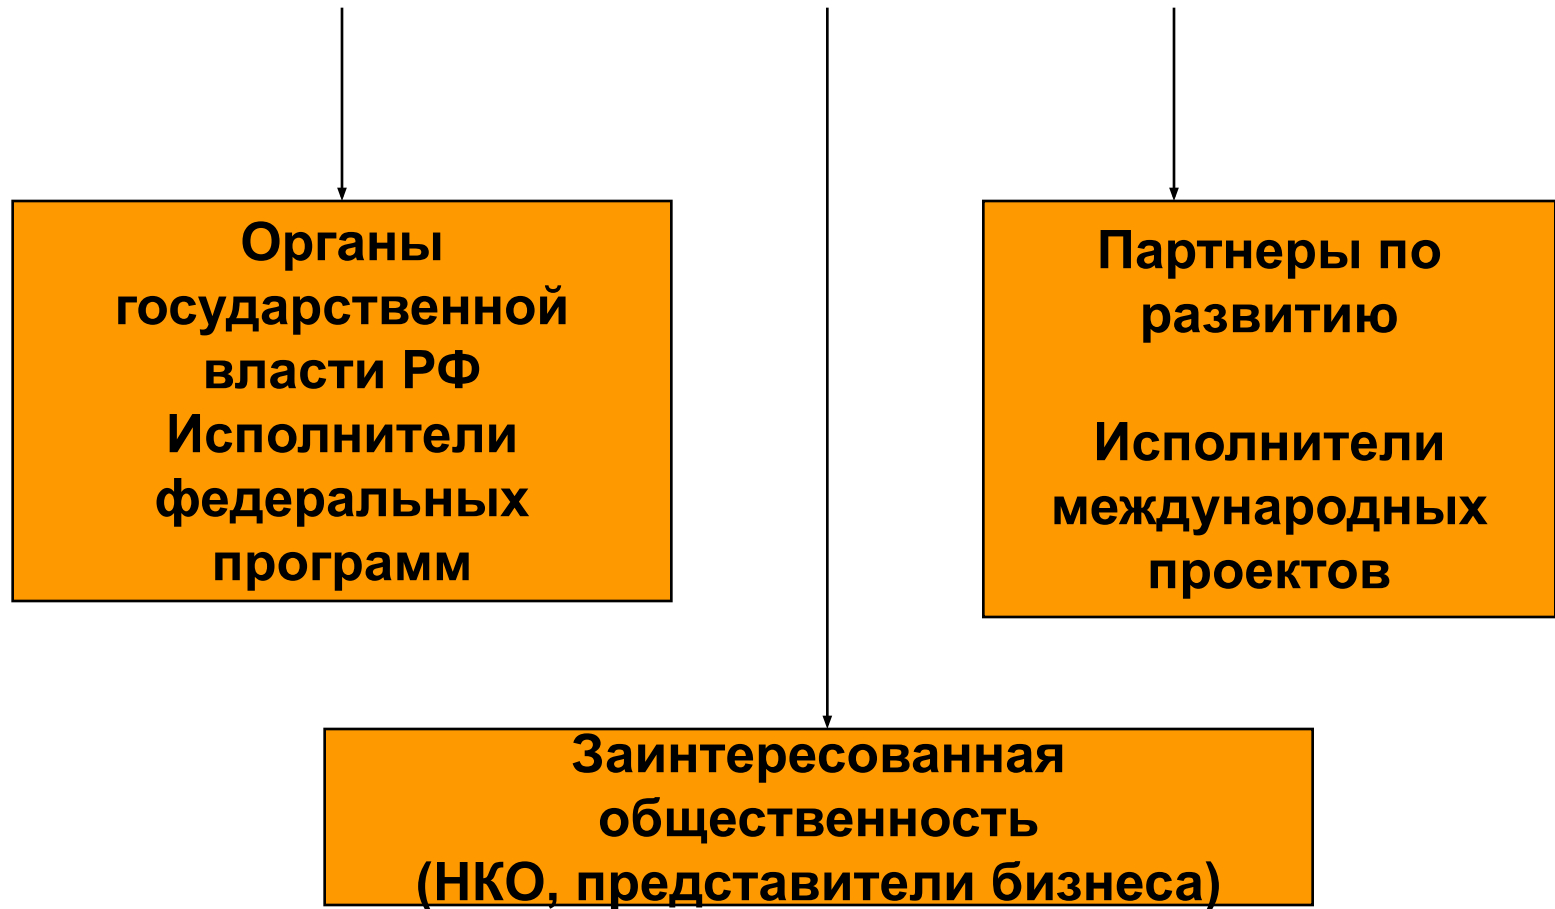 Органы
государственной
власти РФ
Исполнители
федеральных
программ
Партнеры по
развитию
Исполнители
международных
проектов
Заинтересованная
общественность
(НКО, представители бизнеса)